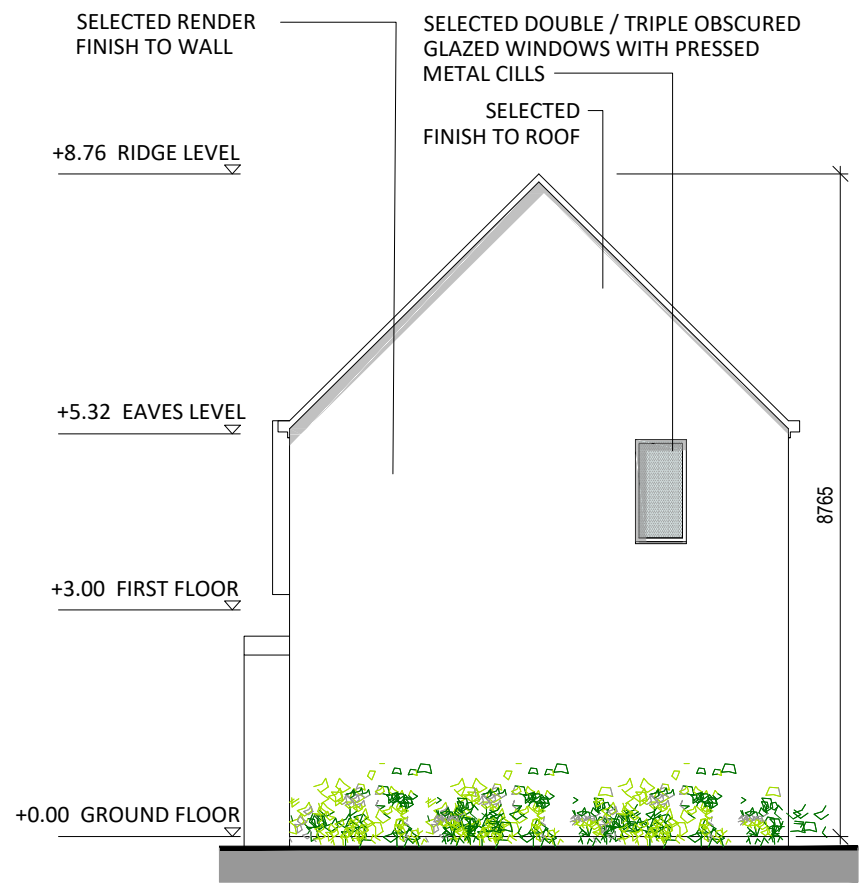 SELECTED RENDER
FINISH TO WALL
SELECTED DOUBLE / TRIPLE OBSCURED
GLAZED WINDOWS WITH PRESSED
METAL CILLS
SELECTED
FINISH TO ROOF
+8.76 RIDGE LEVEL
+5.32 EAVES LEVEL
8765
+3.00 FIRST FLOOR
+0.00 GROUND FLOOR